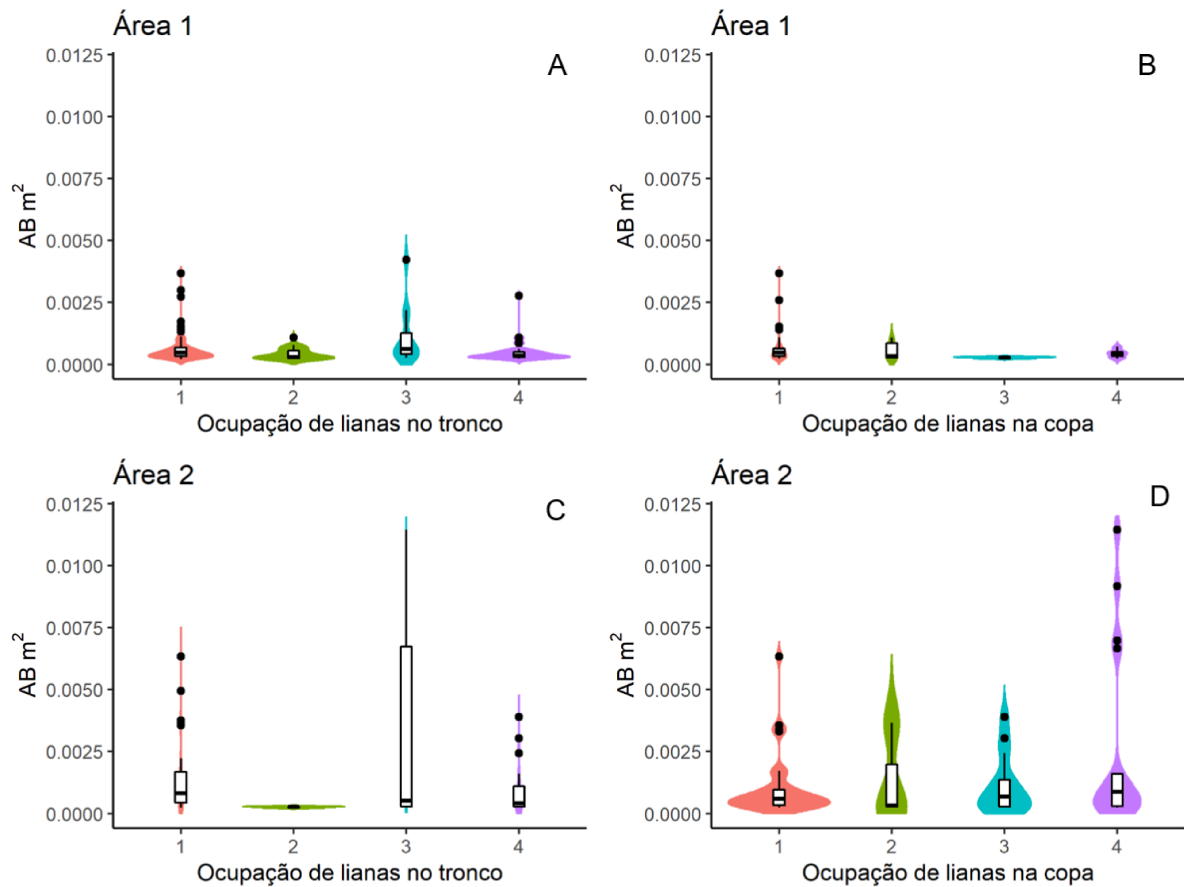 Área 1
A
0.0125
0.0100
0.0075
0.0050
0.0025
0.0000
AB m²
1 2 3 4
Ocupação de lianas no tronco
Área 1
B
0.0125
0.0100
0.0075
0.0050
0.0025
0.0000
AB m²
1 2 3 4
Ocupação de lianas na copa
Área 2
C
0.0125
0.0100
0.0075
0.0050
0.0025
0.0000
AB m²
1 2 3 4
Ocupação de lianas no tronco
Área 2
D
0.0125
0.0100
0.0075
0.0050
0.0025
0.0000
AB m²
1 2 3 4
Ocupação de lianas na copa